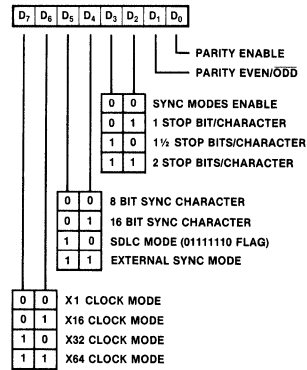 D7 D6 D5 D4 D3 D2 D1 D0
PARITY ENABLE
PARITY EVEN/O̅D̅D̅
0 0 SYNC MODES ENABLE
0 1 1 STOP BIT/CHARACTER
1 0 1½ STOP BITS/CHARACTER
1 1 2 STOP BITS/CHARACTER
0 0 8 BIT SYNC CHARACTER
0 1 16 BIT SYNC CHARACTER
1 0 SDLC MODE (01111110 FLAG)
1 1 EXTERNAL SYNC MODE
0 0 X1 CLOCK MODE
0 1 X16 CLOCK MODE
1 0 X32 CLOCK MODE
1 1 X64 CLOCK MODE